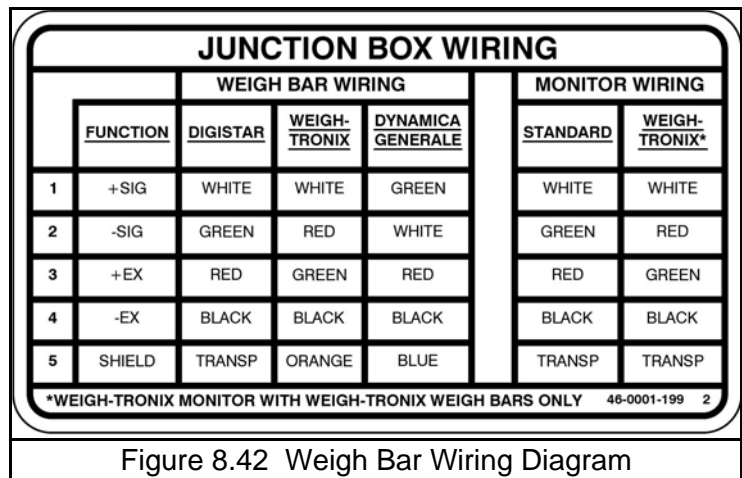 JUNCTION BOX WIRING
WEIGH BAR WIRING MONITOR WIRING
FUNCTION DIGISTAR WEIGH-TRONIX DYNAMICA GENERALE STANDARD WEIGH-TRONIX*
1 +SIG WHITE WHITE GREEN WHITE WHITE
2 -SIG GREEN RED WHITE GREEN RED
3 +EX RED GREEN RED RED GREEN
4 -EX BLACK BLACK BLACK BLACK BLACK
5 SHIELD TRANSP ORANGE BLUE TRANSP TRANSP
*WEIGH-TRONIX MONITOR WITH WEIGH-TRONIX WEIGH BARS ONLY 46-0001-199 2
Figure 8.42 Weigh Bar Wiring Diagram